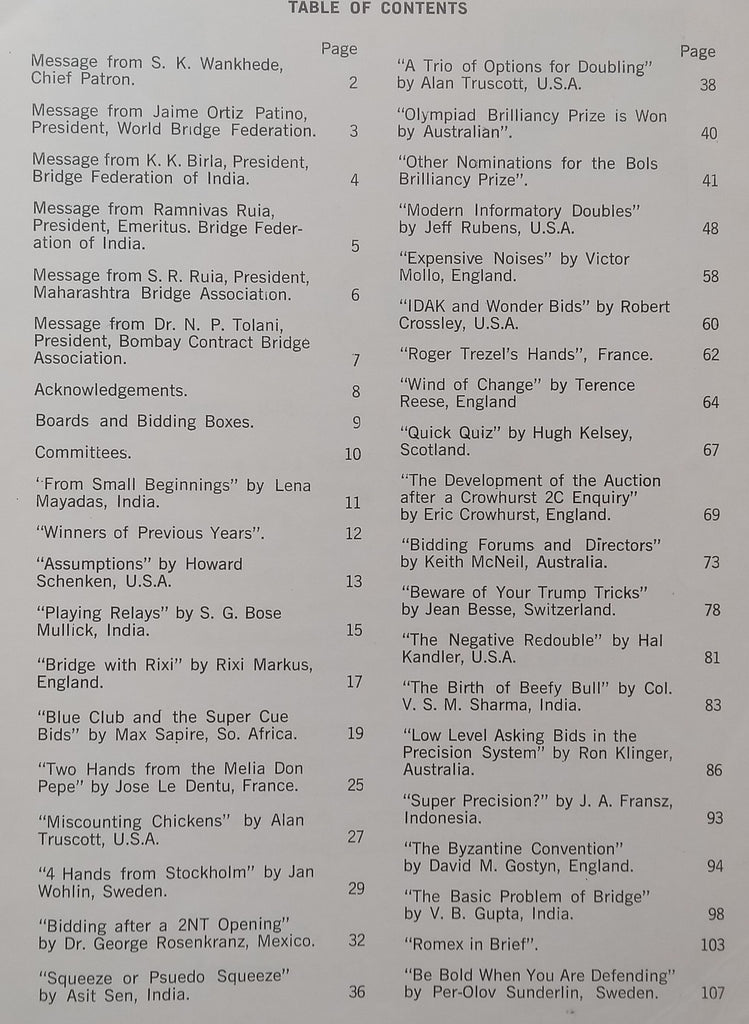 TABLE OF CONTENTS
Page
Message from S. K. Wankhede,
Chief Patron. 2
Message from Jaime Ortiz Patino,
President, World Bridge Federation. 3
Message from K. K. Birla, President,
Bridge Federation of India. 4
Message from Ramnivas Ruia,
President, Emeritus. Bridge Feder-
ation of India. 5
Message from S. R. Ruia, President,
Maharashtra Bridge Association. 6
Message from Dr. N. P. Tolani,
President, Bombay Contract Bridge
Association. 7
Acknowledgements. 8
Boards and Bidding Boxes. 9
Committees. 10
“From Small Beginnings” by Lena
Mayadas, India. 11
“Winners of Previous Years”. 12
“Assumptions” by Howard
Schenken, U.S.A. 13
“Playing Relays” by S. G. Bose
Mullick, India. 15
“Bridge with Rixi” by Rixi Markus,
England. 17
“Blue Club and the Super Cue
Bids” by Max Sapire, So. Africa. 19
“Two Hands from the Melia Don
Pepe” by Jose Le Dentu, France. 25
“Miscounting Chickens” by Alan
Truscott, U.S.A. 27
“4 Hands from Stockholm” by Jan
Wohlin, Sweden. 29
“Bidding after a 2NT Opening”
by Dr. George Rosenkranz, Mexico. 32
“Squeeze or Psuedo Squeeze”
by Asit Sen, India. 36
Page
“A Trio of Options for Doubling”
by Alan Truscott, U.S.A. 38
“Olympiad Brilliancy Prize is Won
by Australian”. 40
“Other Nominations for the Bols
Brilliancy Prize”. 41
“Modern Informatory Doubles”
by Jeff Rubens, U.S.A. 48
“Expensive Noises” by Victor
Mollo, England. 58
“IDAK and Wonder Bids” by Robert
Crossley, U.S.A. 60
“Roger Trezel's Hands”, France. 62
“Wind of Change” by Terence
Reese, England 64
“Quick Quiz” by Hugh Kelsey,
Scotland. 67
“The Development of the Auction
after a Crowhurst 2C Enquiry”
by Eric Crowhurst, England. 69
“Bidding Forums and Directors”
by Keith McNeil, Australia. 73
“Beware of Your Trump Tricks”
by Jean Besse, Switzerland. 78
“The Negative Redouble” by Hal
Kandler, U.S.A. 81
“The Birth of Beefy Bull” by Col.
V. S. M. Sharma, India. 83
“Low Level Asking Bids in the
Precision System” by Ron Klinger,
Australia. 86
“Super Precision?” by J. A. Fransz,
Indonesia. 93
“The Byzantine Convention”
by David M. Gostyn, England. 94
“The Basic Problem of Bridge”
by V. B. Gupta, India. 98
“Romex in Brief”. 103
“Be Bold When You Are Defending”
by Per-Olov Sunderlin, Sweden. 107